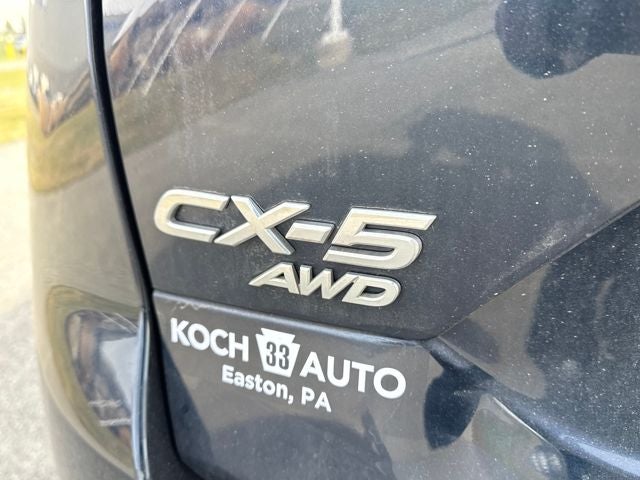 CX-5
AWD
KOCH 33 AUTO
Easton, PA